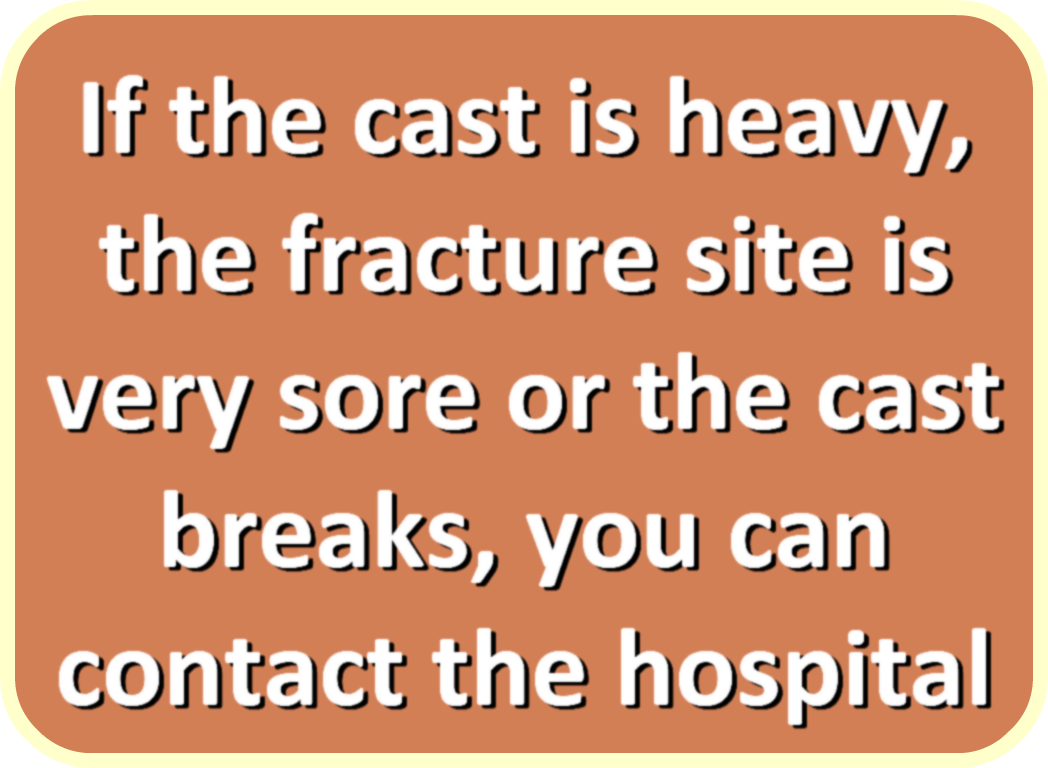 If the cast is heavy,
the fracture site is
very sore or the cast
breaks, you can
contact the hospital